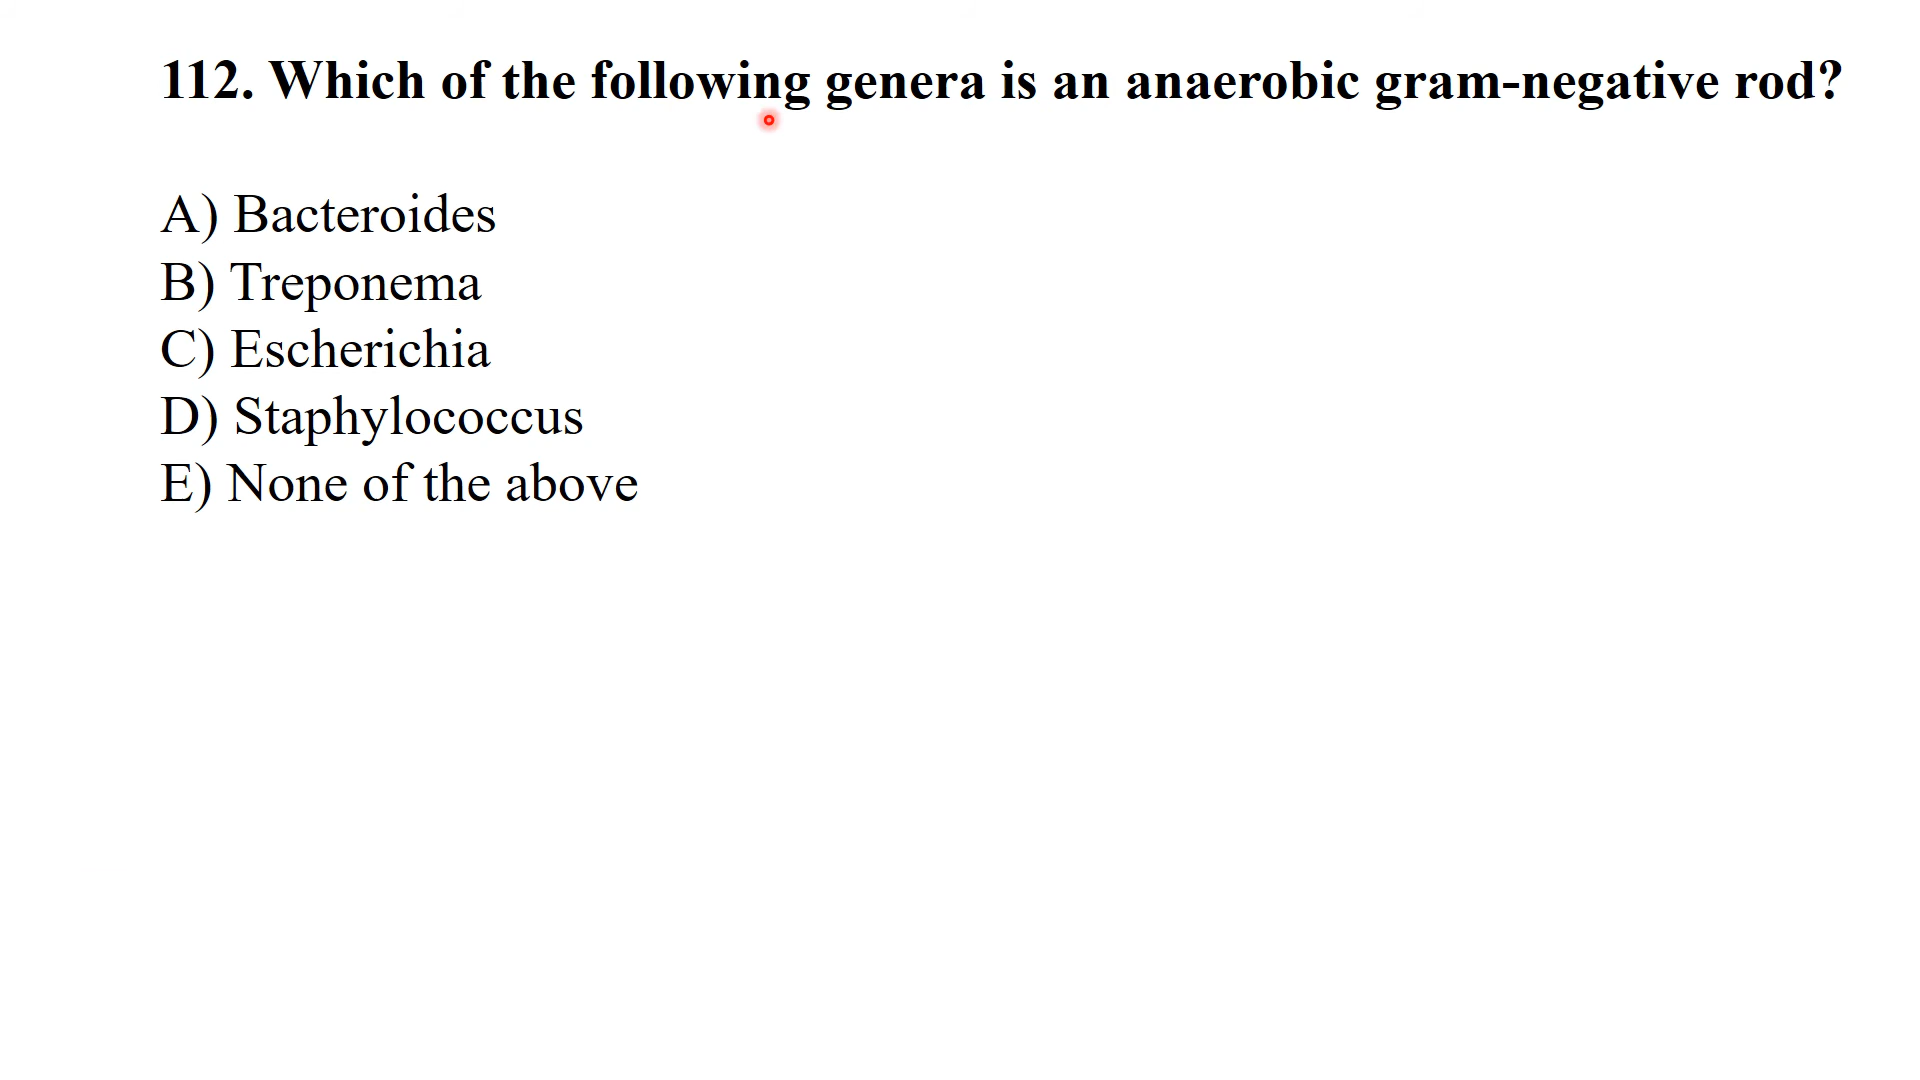 112. Which of the following genera is an anaerobic gram-negative rod?
A) Bacteroides
B) Treponema
C) Escherichia
D) Staphylococcus
E) None of the above